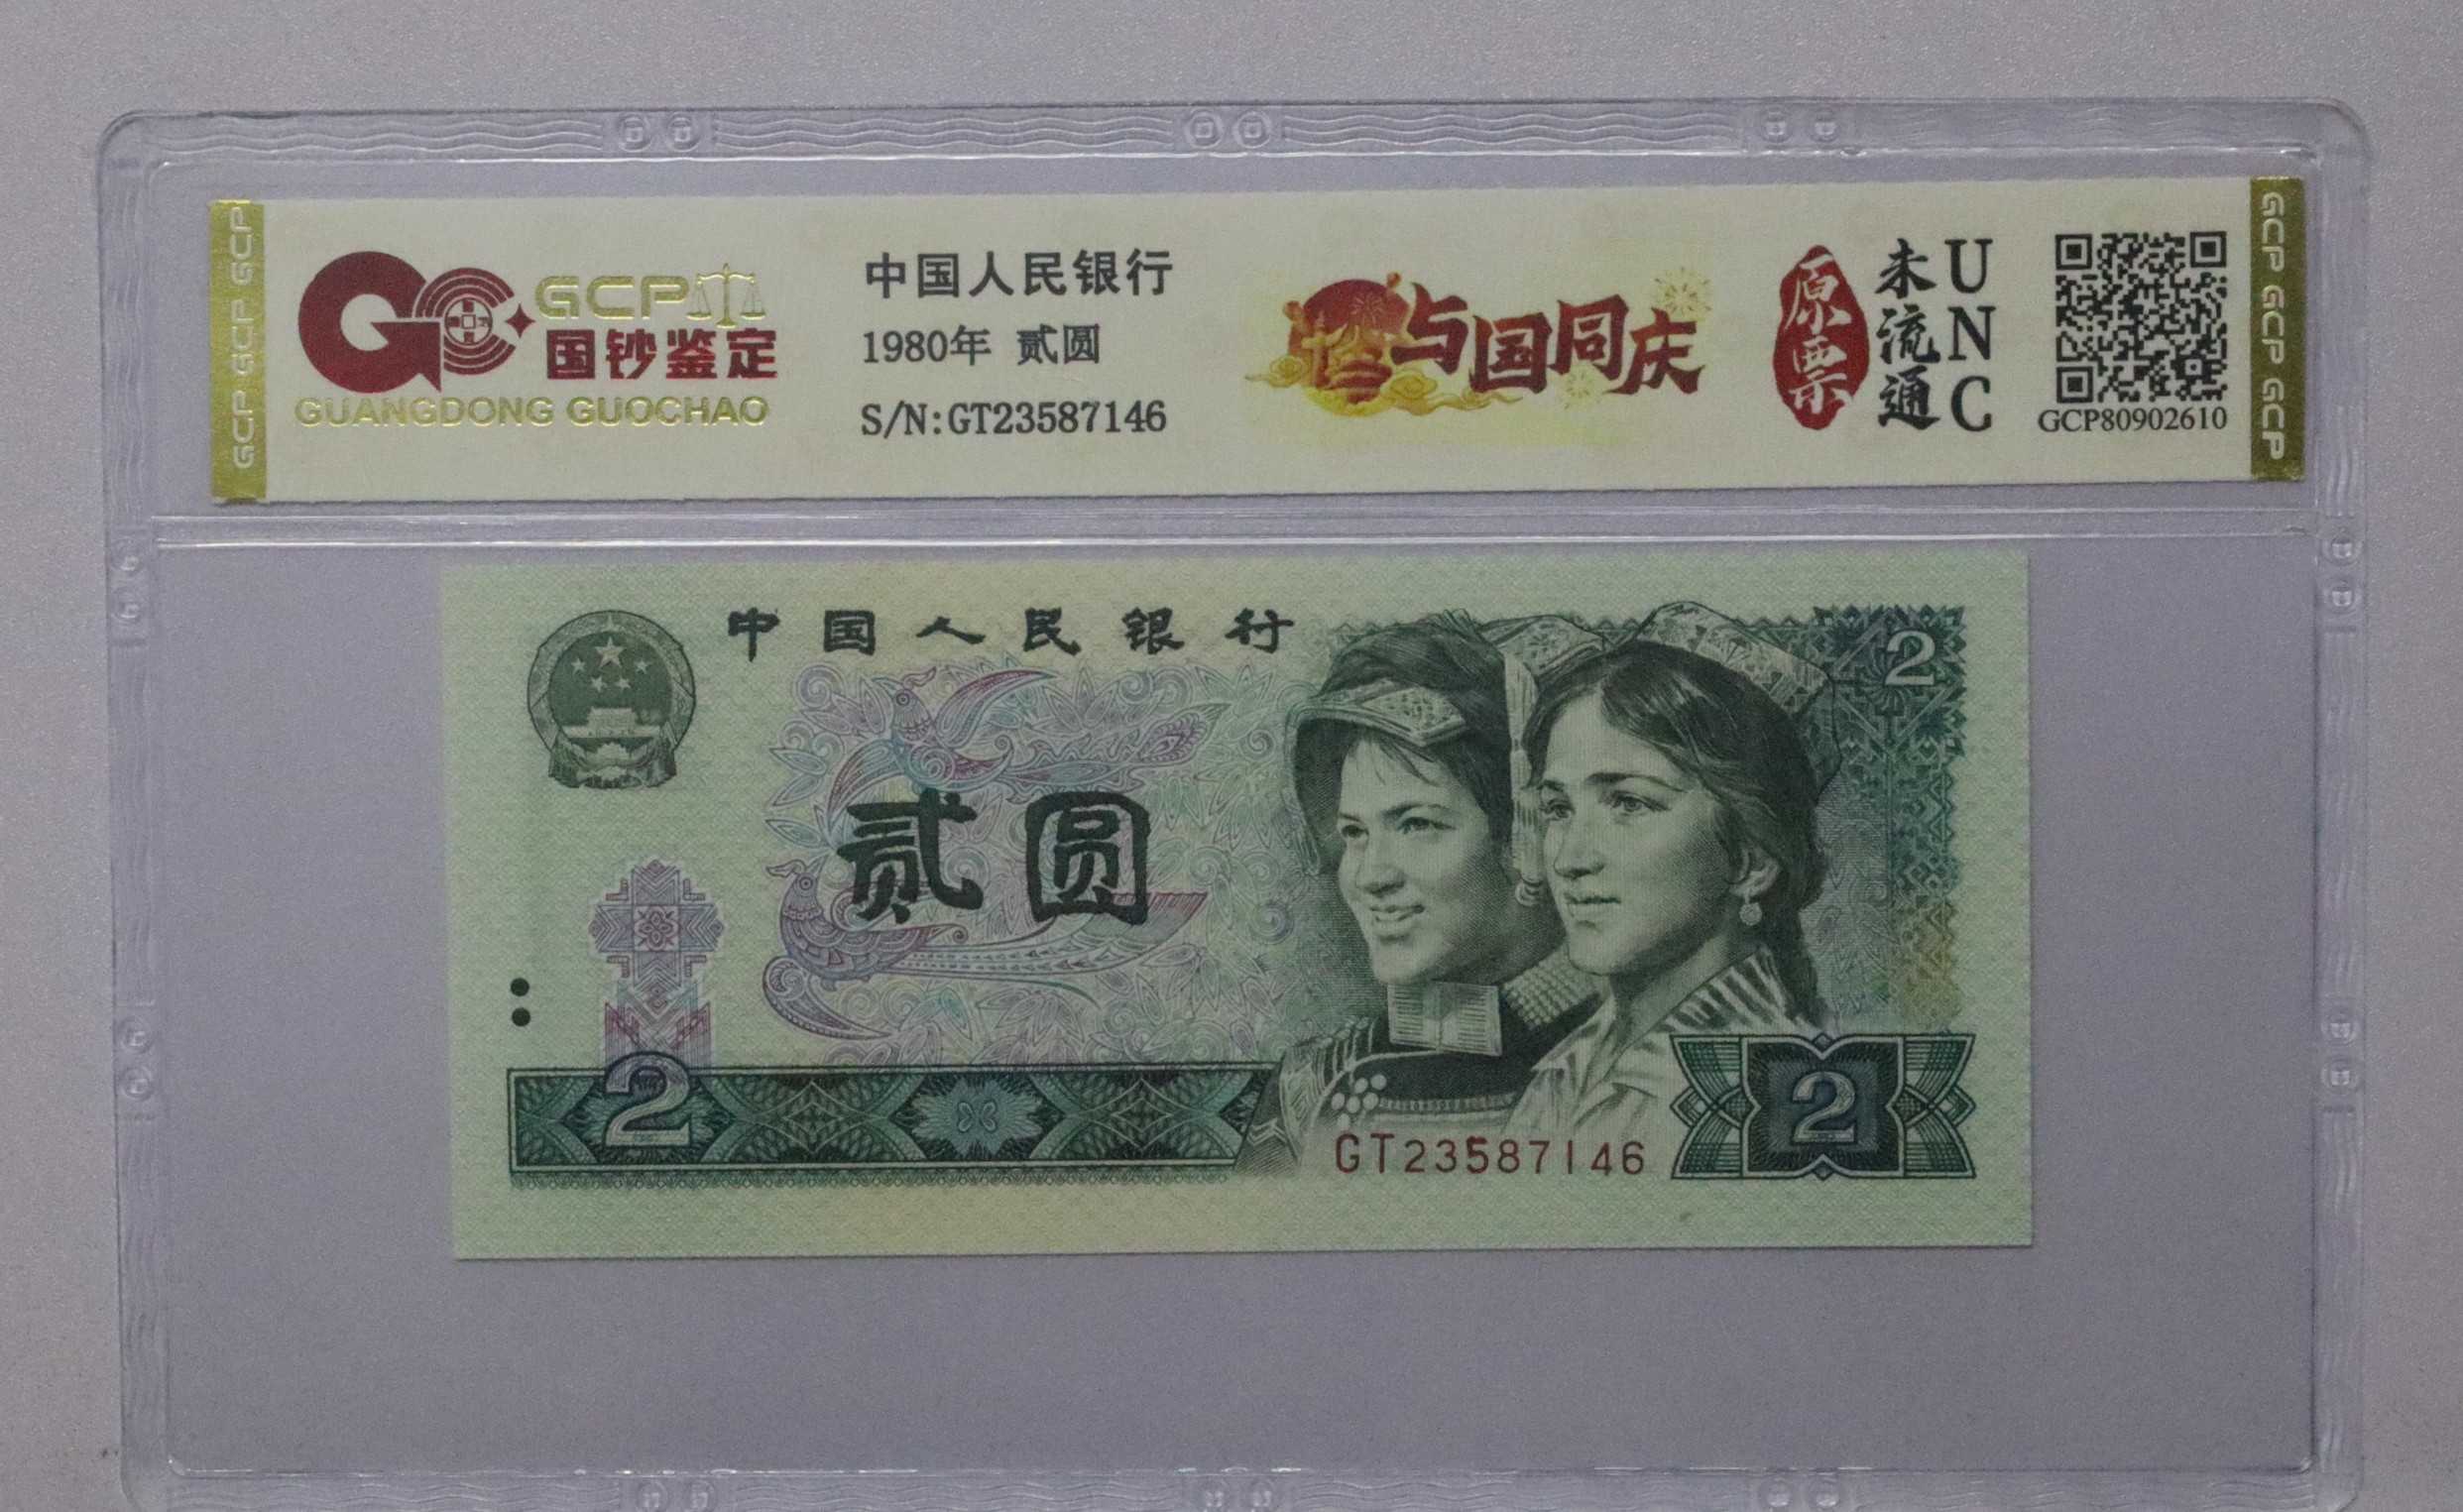 GCP GCP GCP
GCP
国钞鉴定
GUANGDONG GUOCHAO
中国人民银行
1980年 贰圆
S/N:GT23587146
与国同庆
原票
未流通
UNC
GCP80902610
GCP GCP GCP
中国人民银行
2
贰圆
2
GT23587146
2